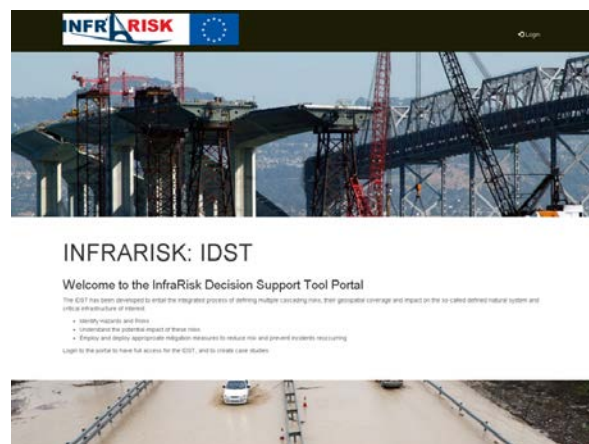 INFRARISK
Login
INFRARISK: IDST
Welcome to the InfraRisk Decision Support Tool Portal
The IDST has been developed to entail the integrated process of defining multiple cascading risks, their geospatial coverage and impact on the so called defined natural system and
critical infrastructure of interest.
Identify Hazards and Risks
Understand the potential impact of these risks
Employ and deploy appropriate mitigation measures to reduce risk and prevent incidents reoccurring
Login to the portal to have full access for the IDST, and to create case studies